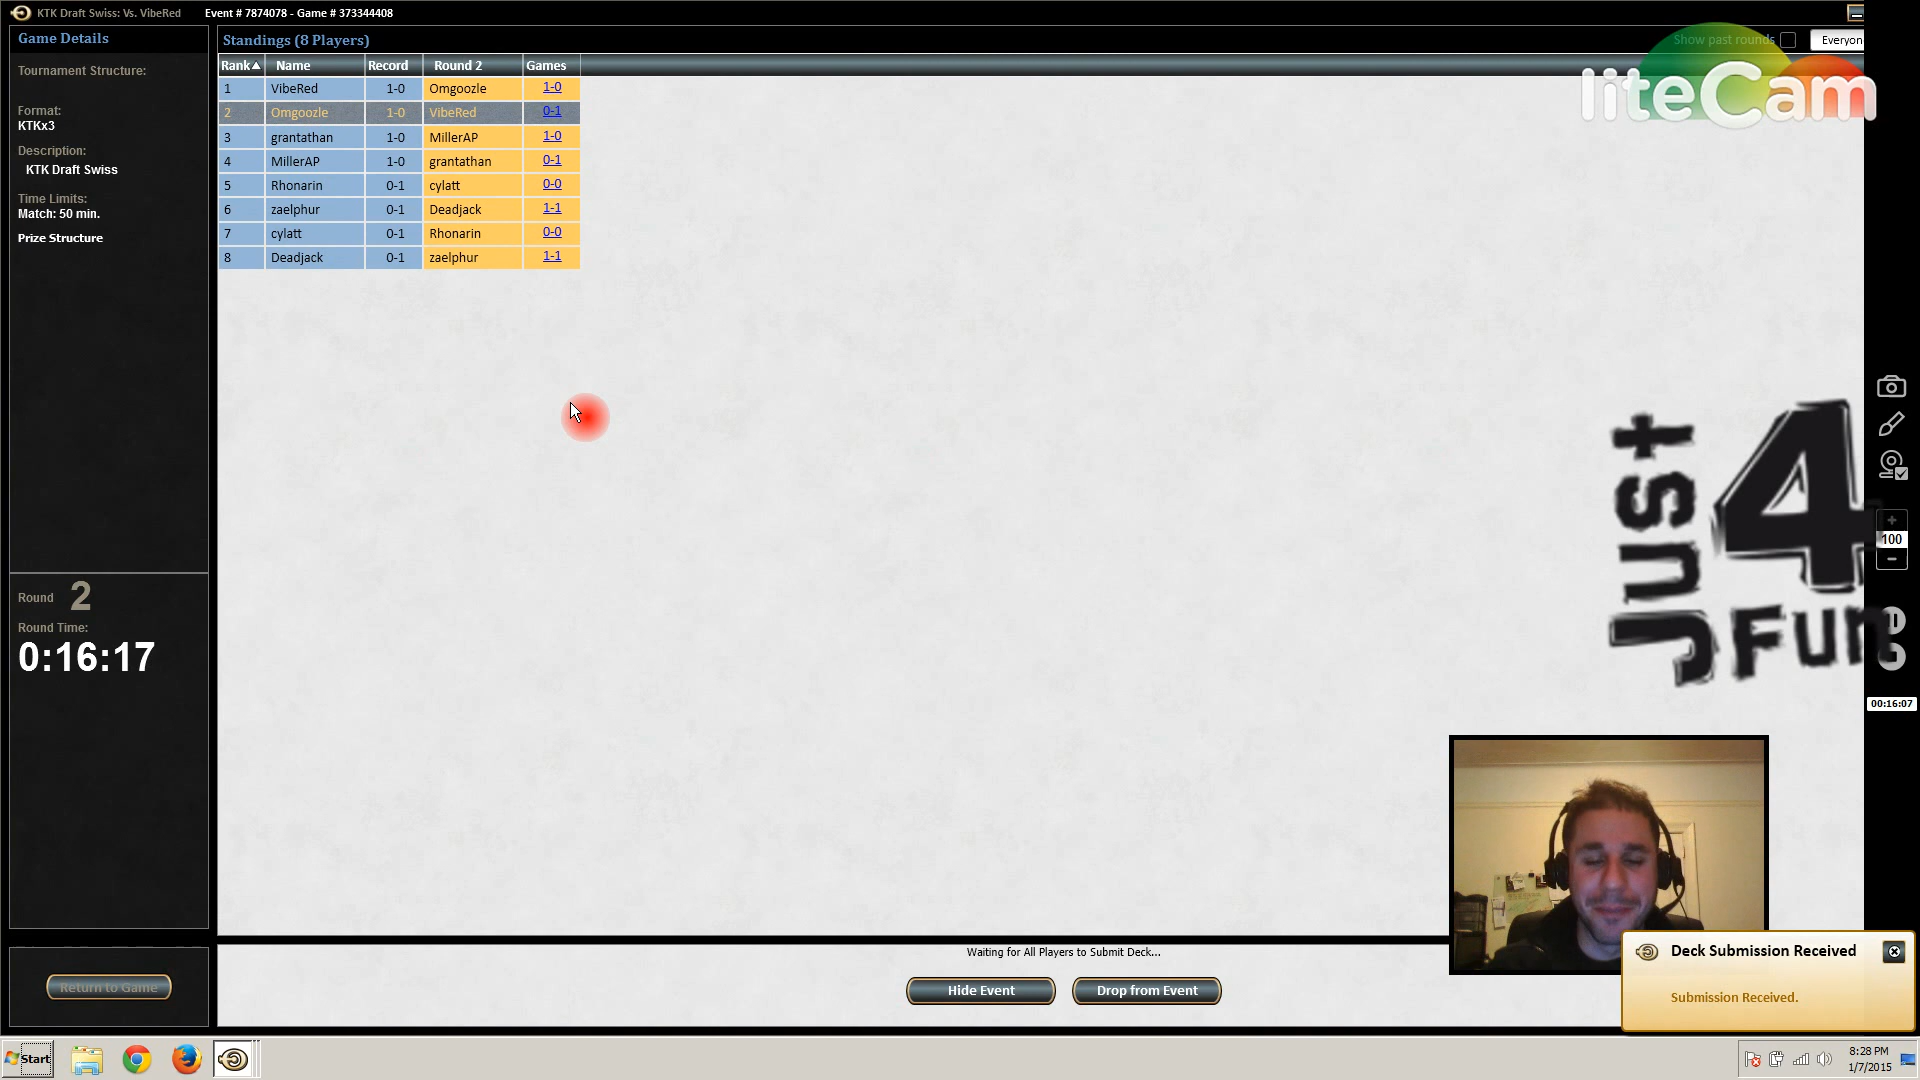 KTK Draft Swiss: Vs. VibeRed Event # 7874078 - Game # 373344408
Game Details
Tournament Structure:
Format:
KTKx3
Description:
KTK Draft Swiss
Time Limits:
Match: 50 min.
Prize Structure
Round 2
Round Time:
0:16:17
Return to Game
Standings (8 Players)
Show past rounds
Everyon
Rank Name Record Round 2 Games
1 VibeRed 1-0 Omgoozle 1-0
2 Omgoozle 1-0 VibeRed 0-1
3 grantathan 1-0 MillerAP 1-0
4 MillerAP 1-0 grantathan 0-1
5 Rhonarin 0-1 cylatt 0-0
6 zaelphur 0-1 Deadjack 1-1
7 cylatt 0-1 Rhonarin 0-0
8 Deadjack 0-1 zaelphur 1-1
liteCam
Just
4
Fun
+
100
−
00:16:07
Waiting for All Players to Submit Deck...
Hide Event
Drop from Event
Deck Submission Received
Submission Received.
Start
8:28 PM
1/7/2015